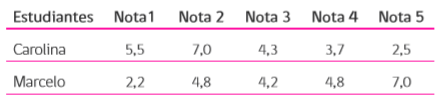 Estudiantes Nota1 Nota 2 Nota 3 Nota 4 Nota 5
Carolina 5,5 7,0 4,3 3,7 2,5
Marcelo 2,2 4,8 4,2 4,8 7,0